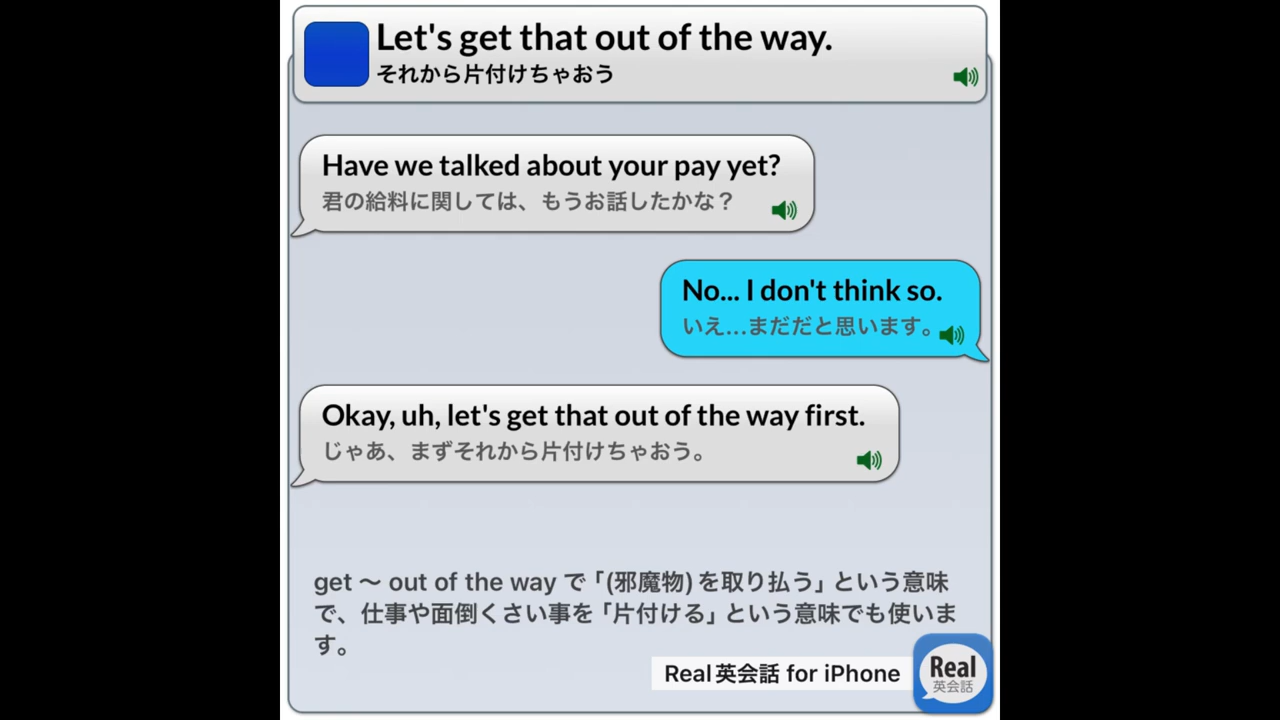 Let's get that out of the way.
それから片付けちゃおう
Have we talked about your pay yet?
君の給料に関しては、もうお話したかな？
No... I don't think so.
いえ…まだだと思います。
Okay, uh, let's get that out of the way first.
じゃあ、まずそれから片付けちゃおう。
get 〜 out of the way で「(邪魔物)を取り払う」という意味
で、仕事や面倒くさい事を「片付ける」という意味でも使いま
す。
Real英会話 for iPhone
Real
英会話